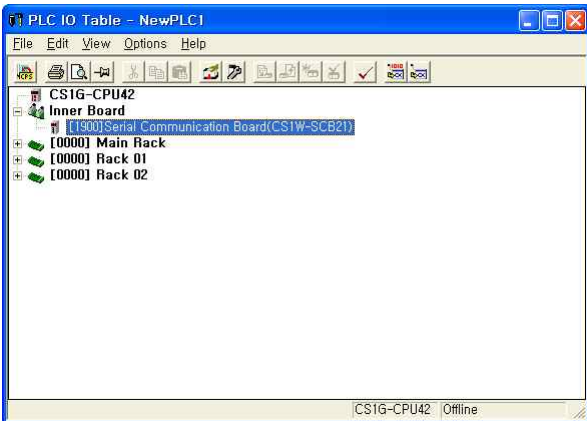 PLC IO Table - NewPLC1
File Edit View Options Help
CS1G-CPU42
Inner Board
[1900]Serial Communication Board(CS1W-SCB21)
[0000] Main Rack
[0000] Rack 01
[0000] Rack 02
CS1G-CPU42 Offline